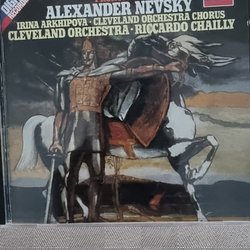 ALEXANDER NEVSKY
IRINA ARKHIPOVA · CLEVELAND ORCHESTRA CHORUS
CLEVELAND ORCHESTRA · RICCARDO CHAILLY